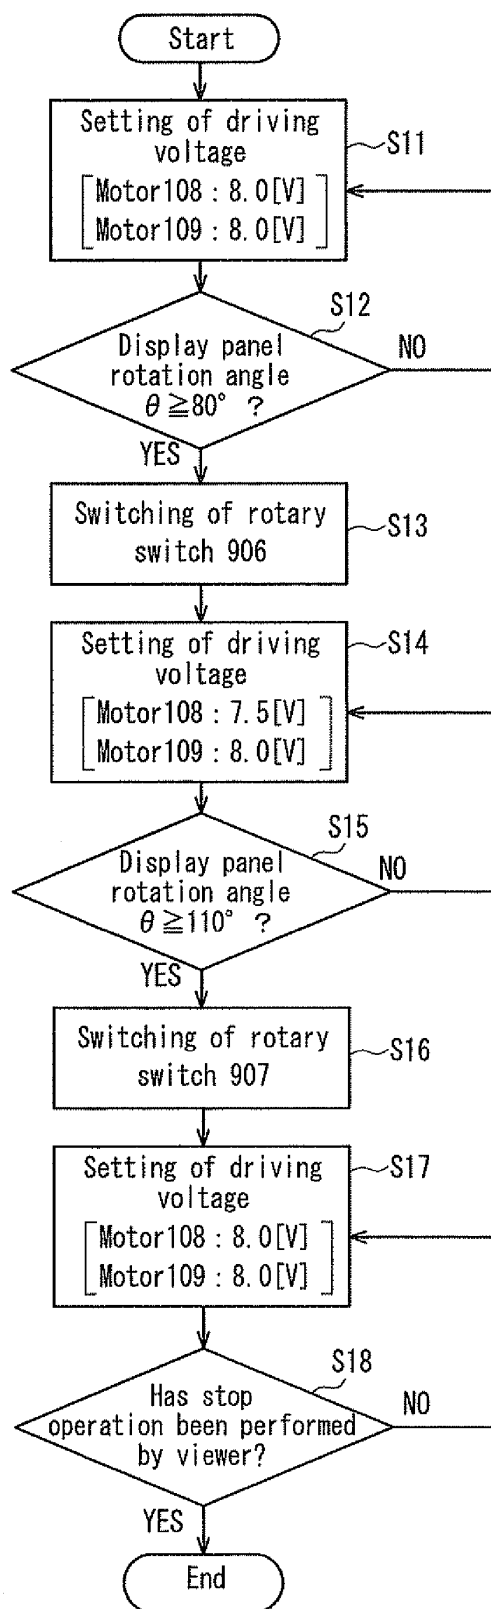 Start
Setting of driving
voltage
S11
Motor108 : 8.0[V]
Motor109 : 8.0[V]
S12
Display panel
rotation angle
θ ≧80° ?
NO
YES
Switching of rotary
switch 906
S13
Setting of driving
voltage
S14
Motor108 : 7.5[V]
Motor109 : 8.0[V]
S15
Display panel
rotation angle
θ ≧110° ?
NO
YES
Switching of rotary
switch 907
S16
Setting of driving
voltage
S17
Motor108 : 8.0[V]
Motor109 : 8.0[V]
S18
Has stop
operation been performed
by viewer?
NO
YES
End